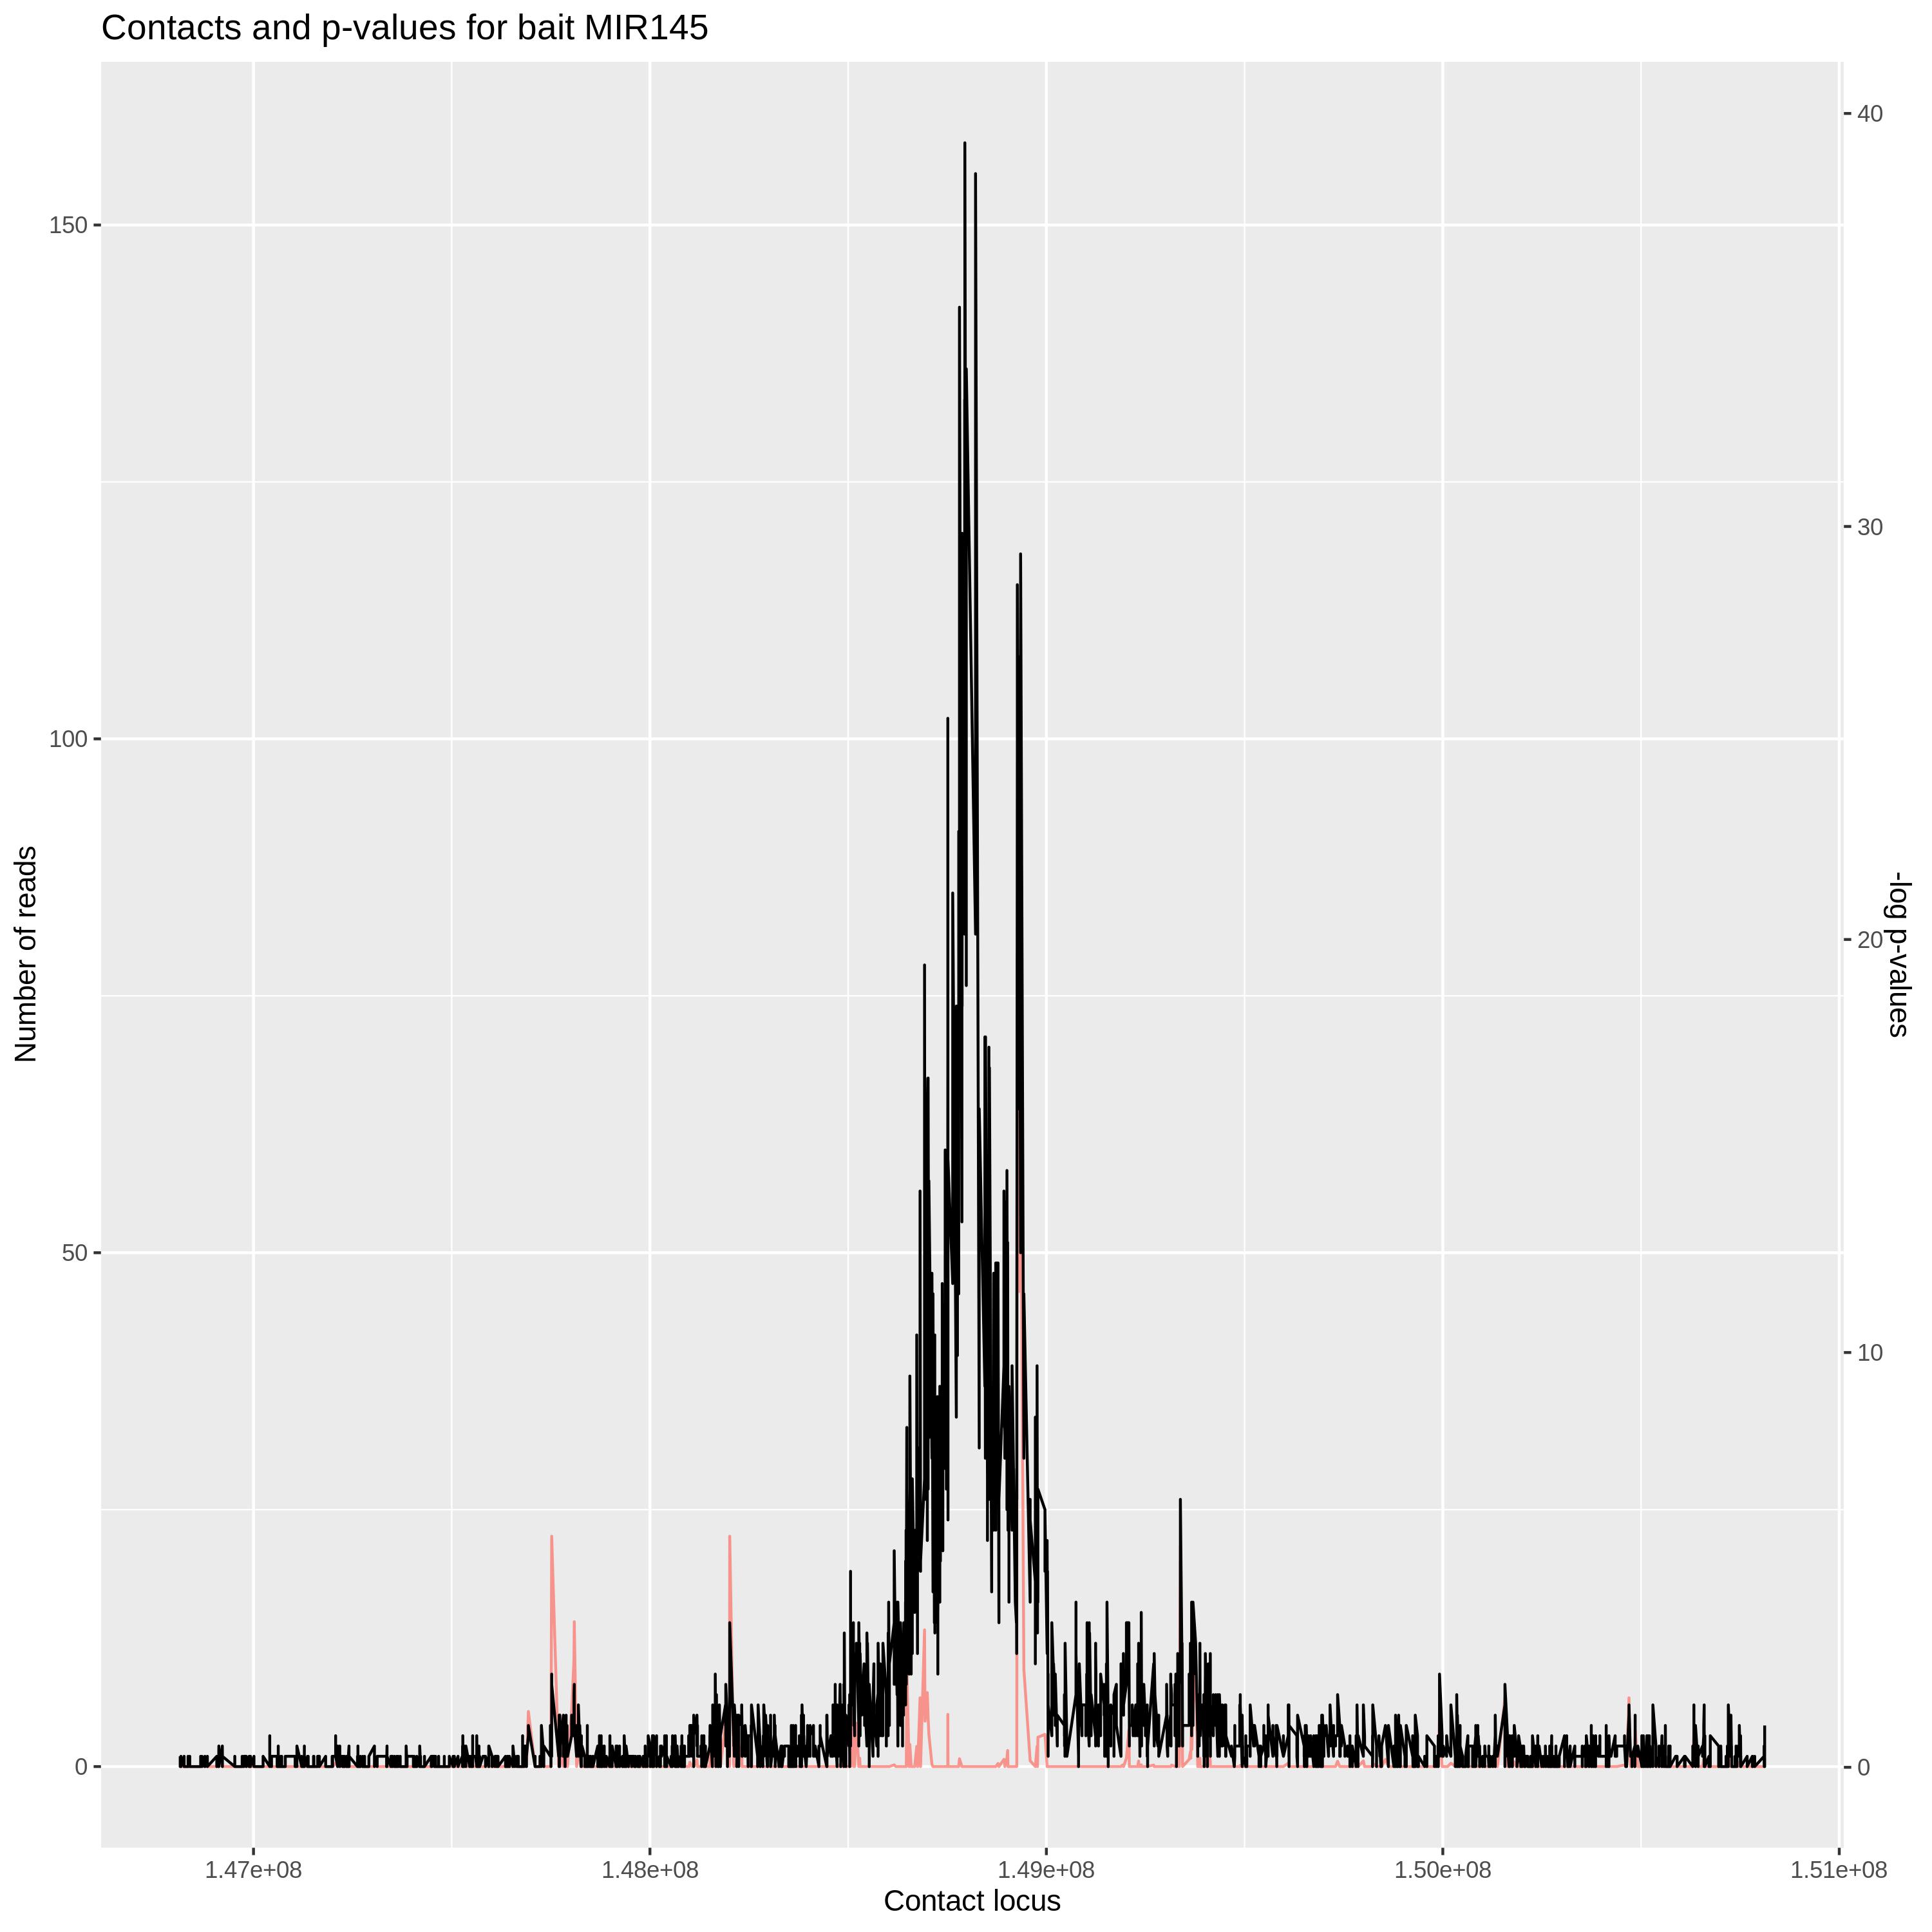 Contacts and p-values for bait MIR145
150
100
50
0
40
30
20
10
0
Number of reads
-log p-values
1.47e+08 1.48e+08 1.49e+08 1.50e+08 1.51e+08
Contact locus